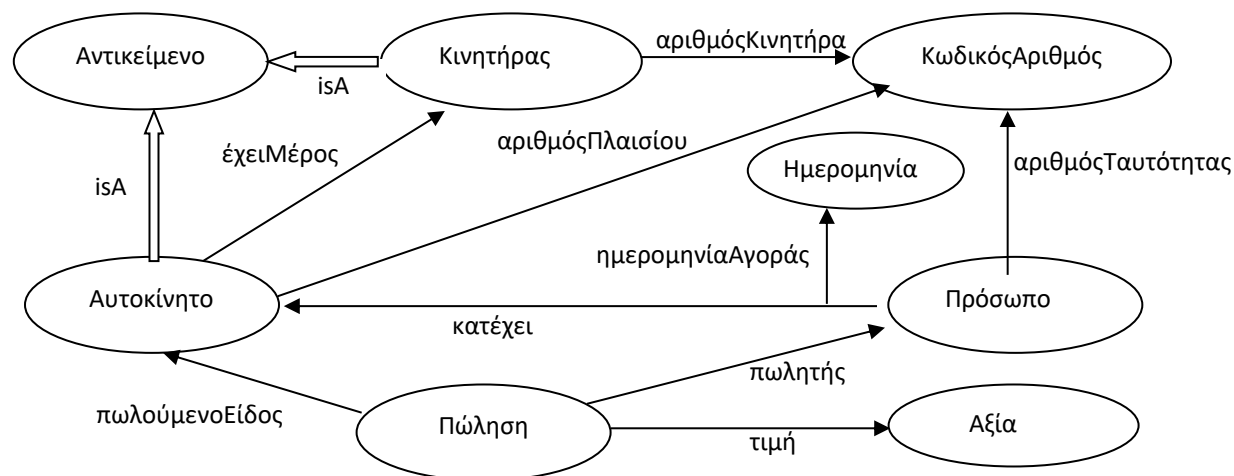 Αντικείμενο
Κινητήρας
αριθμόςΚινητήρα
ΚωδικόςΑριθμός
isA
έχειΜέρος
αριθμόςΠλαισίου
Ημερομηνία
αριθμόςΤαυτότητας
isA
ημερομηνίαΑγοράς
Αυτοκίνητο
Πρόσωπο
κατέχει
πωλητής
πωλούμενοΕίδος
Πώληση
Αξία
τιμή